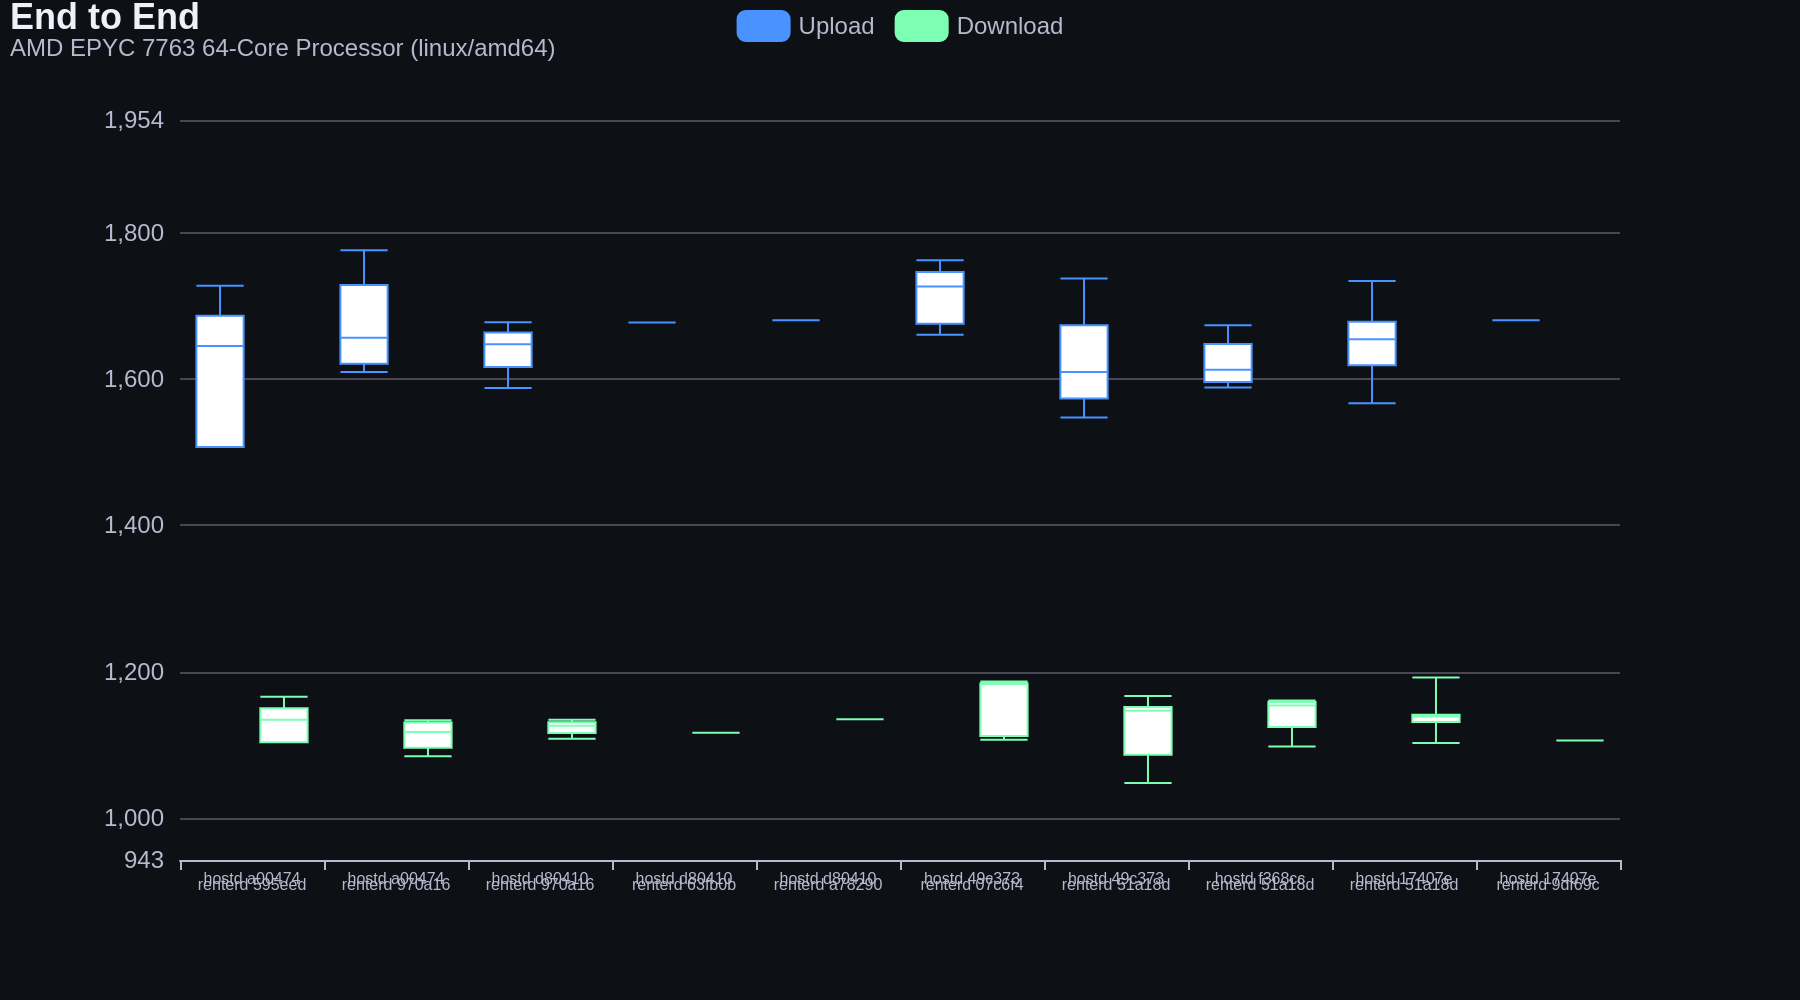 End to End
AMD EPYC 7763 64-Core Processor (linux/amd64)
Upload
Download
1,954
1,800
1,600
1,400
1,200
1,000
943
hostd a00474
renterd 595eed
hostd a00474
renterd 970a16
hostd d80410
renterd 970a16
hostd d80410
renterd 63fb0b
hostd d80410
renterd a78290
hostd 49c373
renterd 07c6f4
hostd 49c373
renterd 51a18d
hostd f368cc
renterd 51a18d
hostd 17407e
renterd 51a18d
hostd 17407e
renterd 9df69c